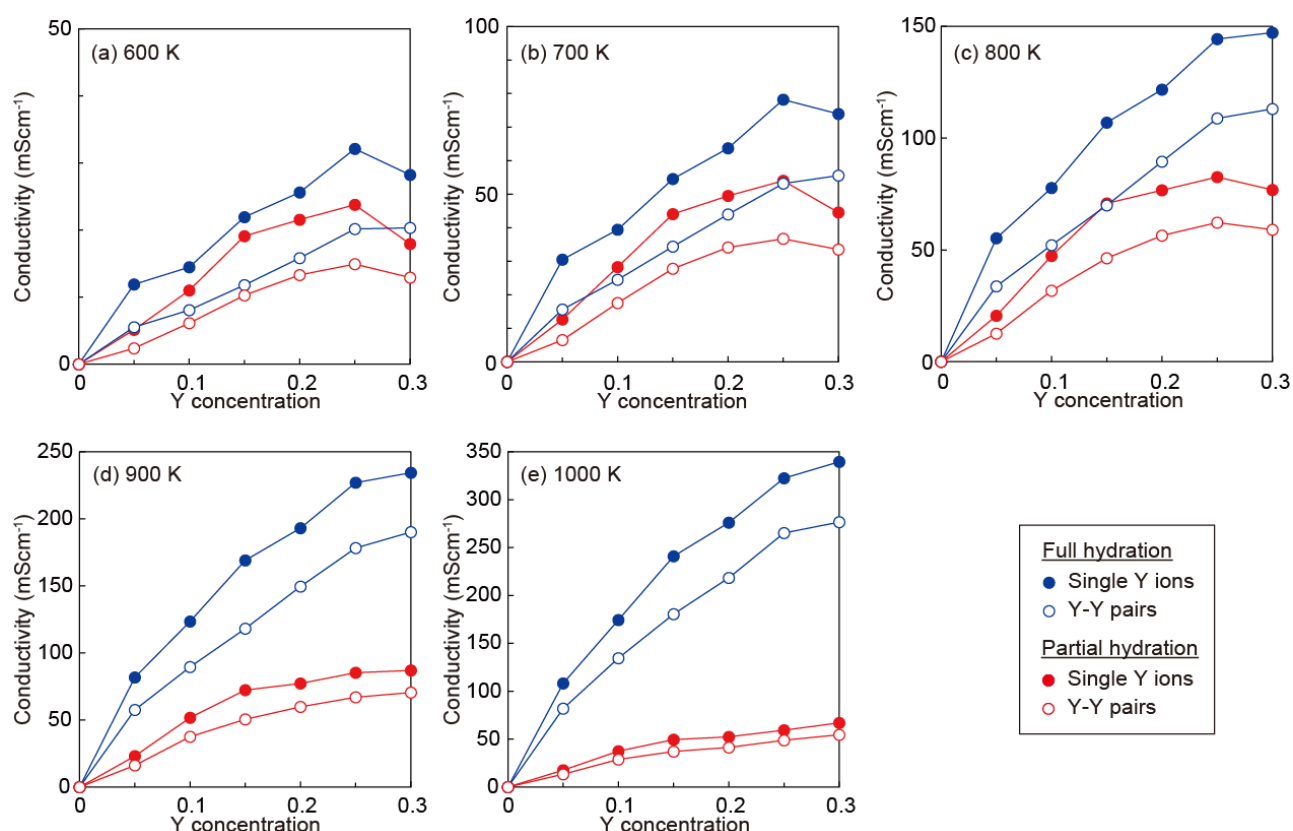 (a) 600 K
50
0
0
0.1
0.2
0.3
Conductivity (mScm⁻¹)
Y concentration
(b) 700 K
100
50
0
0
0.1
0.2
0.3
Conductivity (mScm⁻¹)
Y concentration
(c) 800 K
150
100
50
0
0
0.1
0.2
0.3
Conductivity (mScm⁻¹)
Y concentration
(d) 900 K
250
200
150
100
50
0
0
0.1
0.2
0.3
Conductivity (mScm⁻¹)
Y concentration
(e) 1000 K
350
300
250
200
150
100
50
0
0
0.1
0.2
0.3
Conductivity (mScm⁻¹)
Y concentration
Full hydration
Single Y ions
Y-Y pairs
Partial hydration
Single Y ions
Y-Y pairs